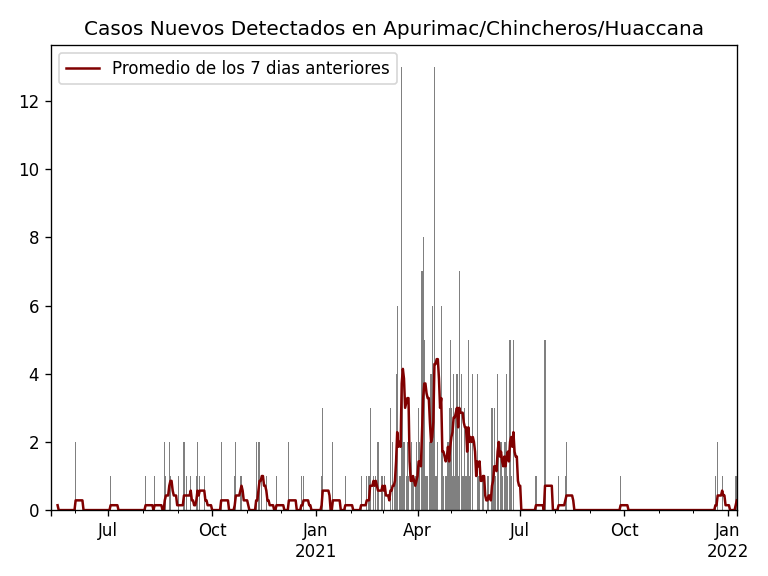 Casos Nuevos Detectados en Apurimac/Chincheros/Huaccana
Promedio de los 7 dias anteriores
12
10
8
6
4
2
0
Jul
Oct
Jan
2021
Apr
Jul
Oct
Jan
2022